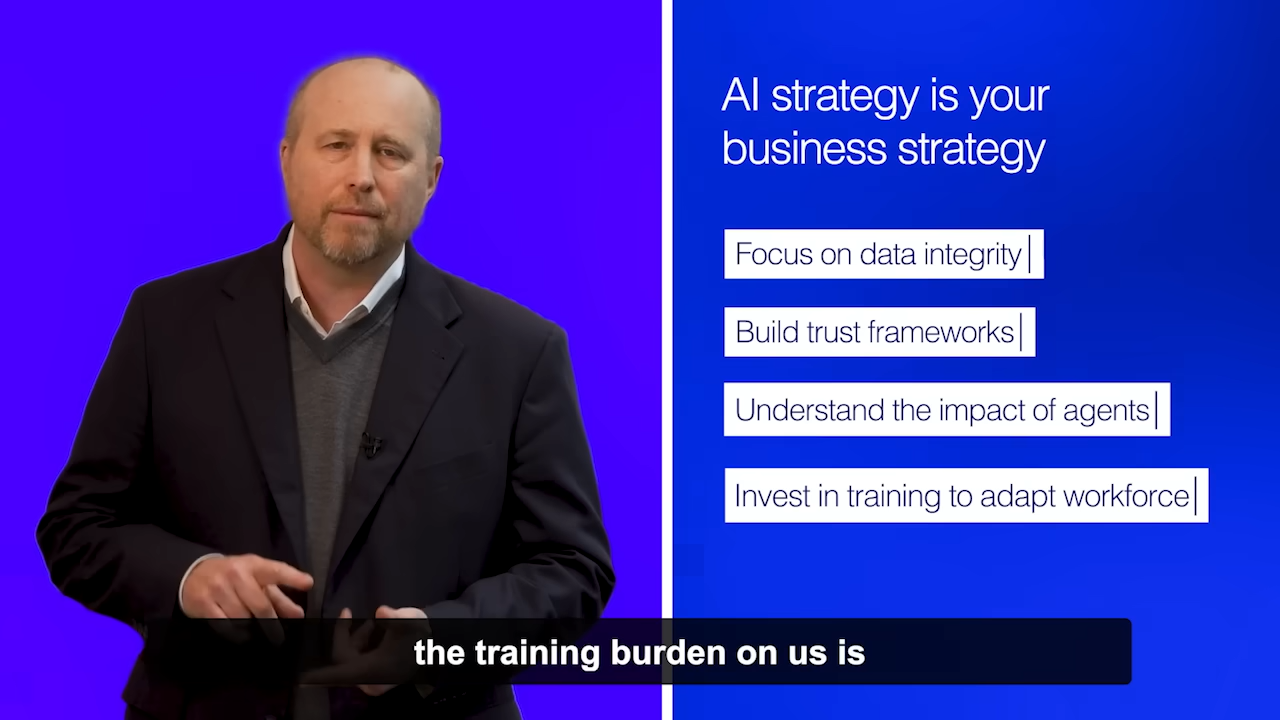 AI strategy is your
business strategy
Focus on data integrity
Build trust frameworks
Understand the impact of agents
Invest in training to adapt workforce
the training burden on us is